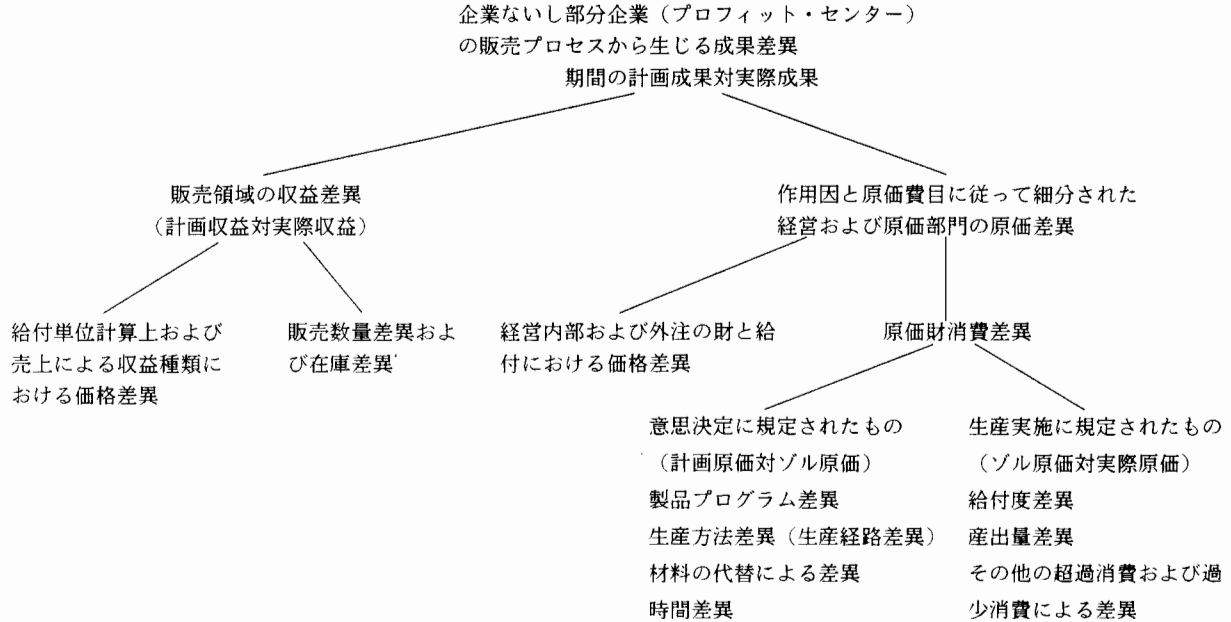 企業ないし部分企業（プロフィット・センター）
の販売プロセスから生じる成果差異
期間の計画成果対実際成果
販売領域の収益差異
（計画収益対実際収益）
作用因と原価費目に従って細分された
経営および原価部門の原価差異
給付単位計算上および
売上による収益種類に
おける価格差異
販売数量差異およ
び在庫差異
経営内部および外注の財と給
付における価格差異
原価財消費差異
意思決定に規定されたもの
（計画原価対ゾル原価）
製品プログラム差異
生産方法差異（生産経路差異）
材料の代替による差異
時間差異
生産実施に規定されたもの
（ゾル原価対実際原価）
給付度差異
産出量差異
その他の超過消費および過
少消費による差異